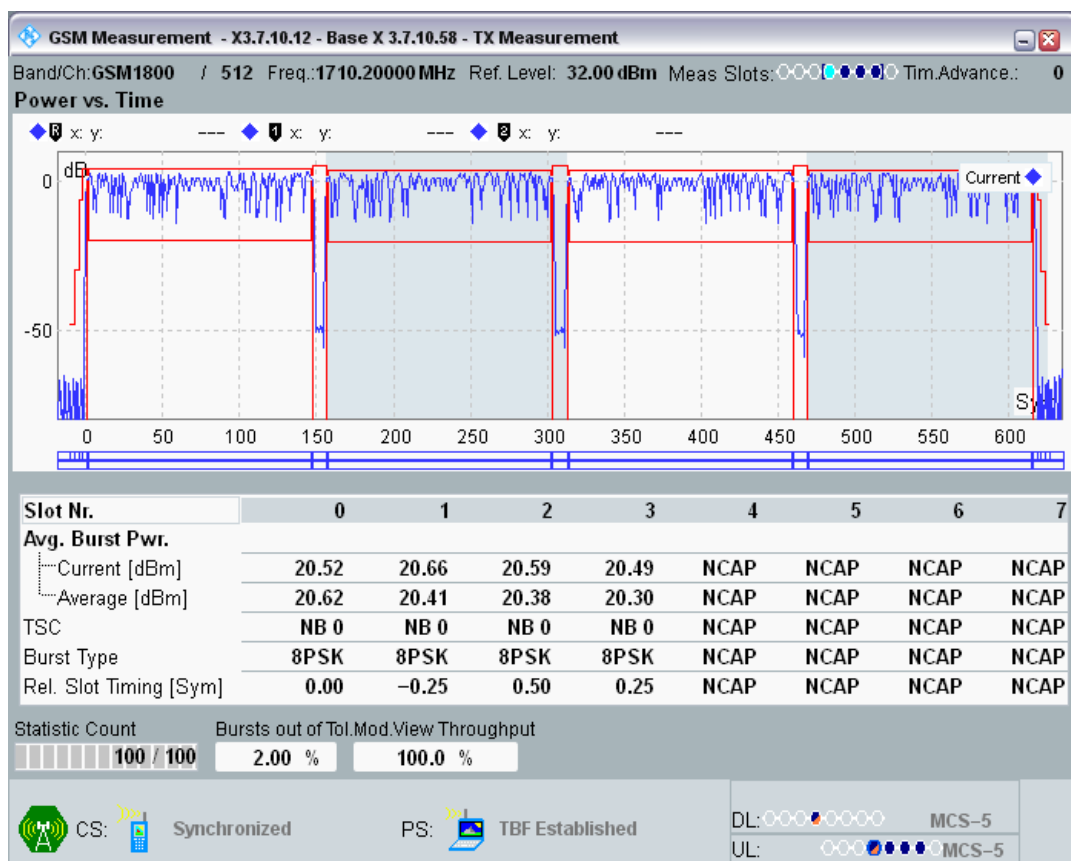 GSM Measurement - X3.7.10.12 - Base X 3.7.10.58 - TX Measurement
Band/Ch:GSM1800 / 512 Freq.:1710.20000 MHz Ref. Level: 32.00 dBm Meas Slots: Tim.Advance.: 0
Power vs. Time
R x: y: --- 1 x: y: --- 2 x: y: ---
dB
Current
0
-50
0 50 100 150 200 250 300 350 400 450 500 550 600
Slot Nr. 0 1 2 3 4 5 6 7
Avg. Burst Pwr.
Current [dBm] 20.52 20.66 20.59 20.49 NCAP NCAP NCAP NCAP
Average [dBm] 20.62 20.41 20.38 20.30 NCAP NCAP NCAP NCAP
TSC NB 0 NB 0 NB 0 NB 0 NCAP NCAP NCAP NCAP
Burst Type 8PSK 8PSK 8PSK 8PSK NCAP NCAP NCAP NCAP
Rel. Slot Timing [Sym] 0.00 −0.25 0.50 0.25 NCAP NCAP NCAP NCAP
Statistic Count Bursts out of Tol.Mod.View Throughput
100 / 100 2.00 % 100.0 %
CS: Synchronized PS: TBF Established
DL: MCS−5
UL: MCS−5